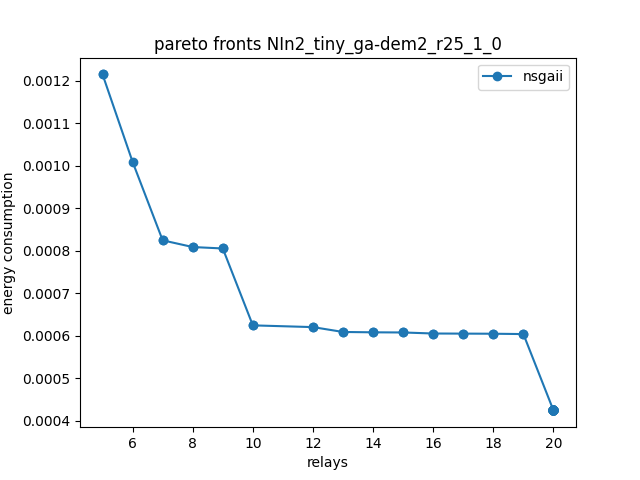 pareto fronts NIn2_tiny_ga-dem2_r25_1_0
nsgaii
energy consumption
0.0012
0.0011
0.0010
0.0009
0.0008
0.0007
0.0006
0.0005
0.0004
6 8 10 12 14 16 18 20
relays